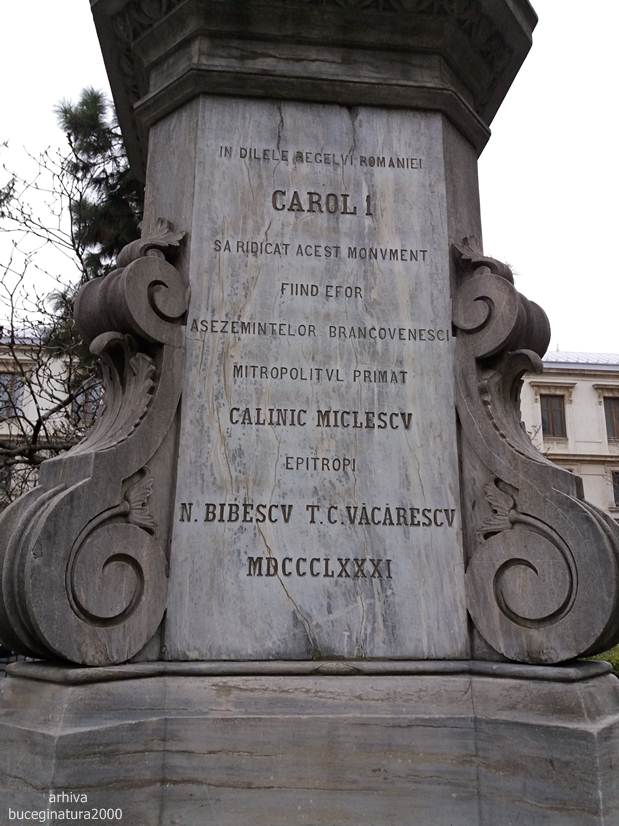 IN DILELE REGELVI ROMANIEI
CAROL I
SA RIDICAT ACEST MONVMENT
FIIND EFOR
ASEZEMINTELOR BRANCOVENESCI
MITROPOLITVL PRIMAT
CALINIC MICLESCV
EPITROPI
N. BIBESCV T. C. VĂCĂRESCV
MDCCCLXXXI
arhiva
buceginatura2000